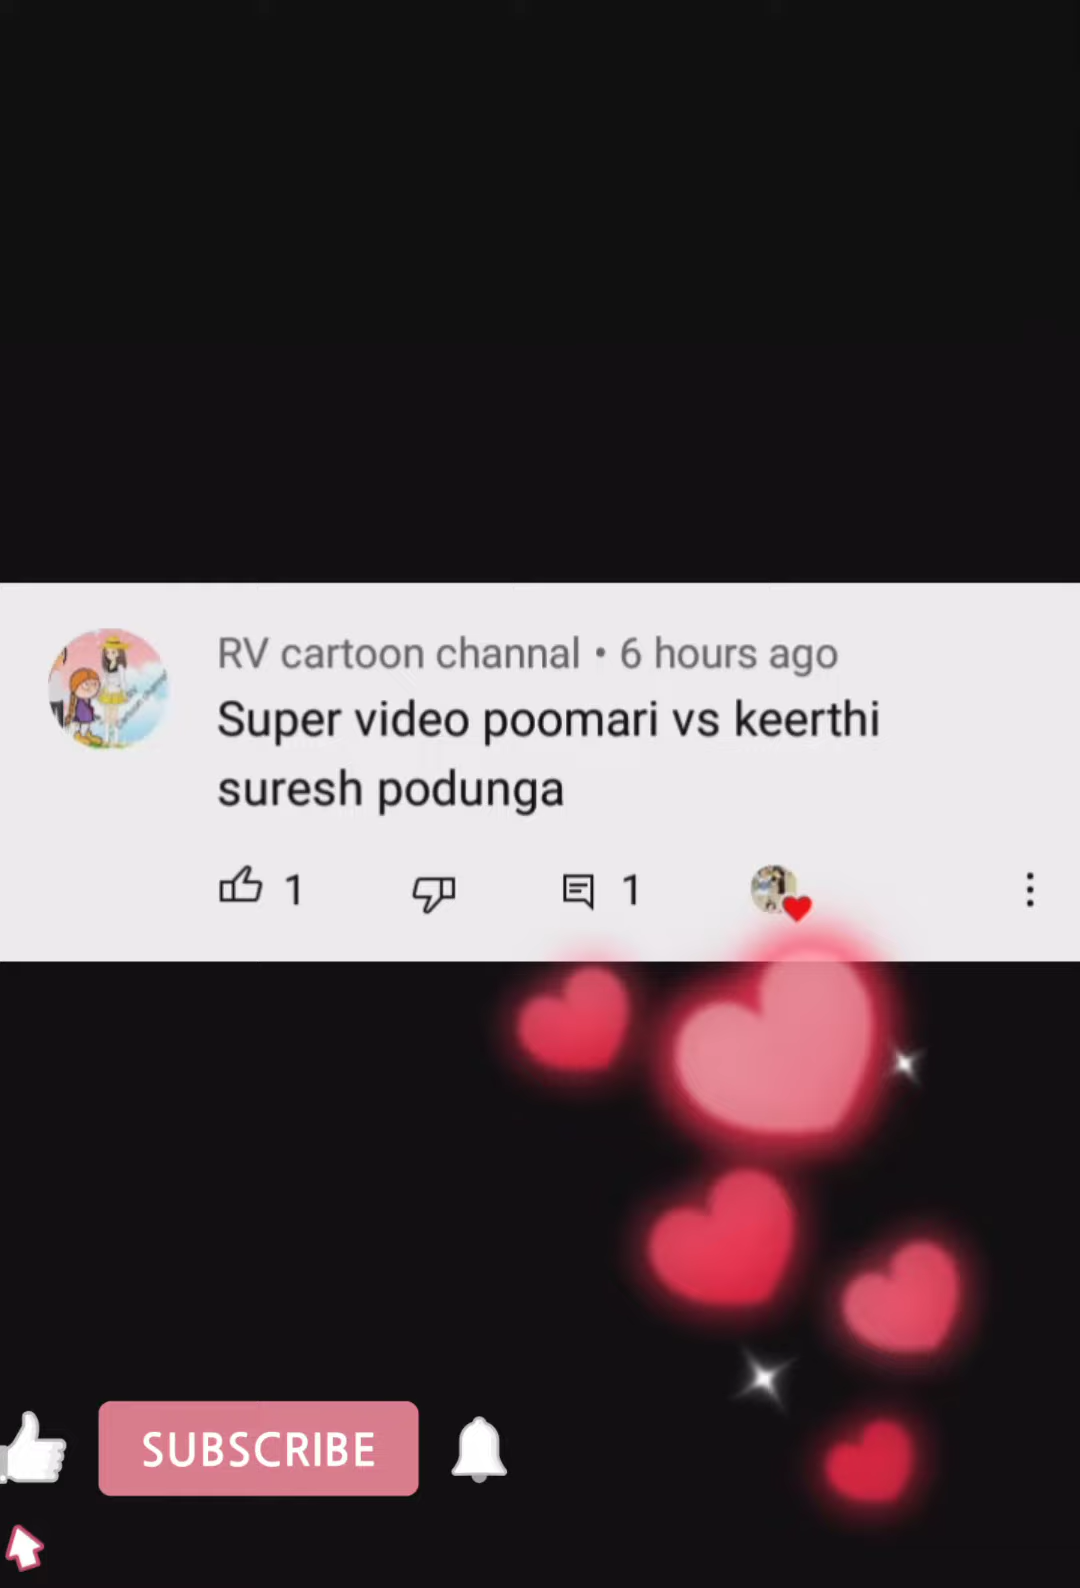 RV cartoon channal • 6 hours ago
Super video poomari vs keerthi
suresh podunga
1
1
SUBSCRIBE